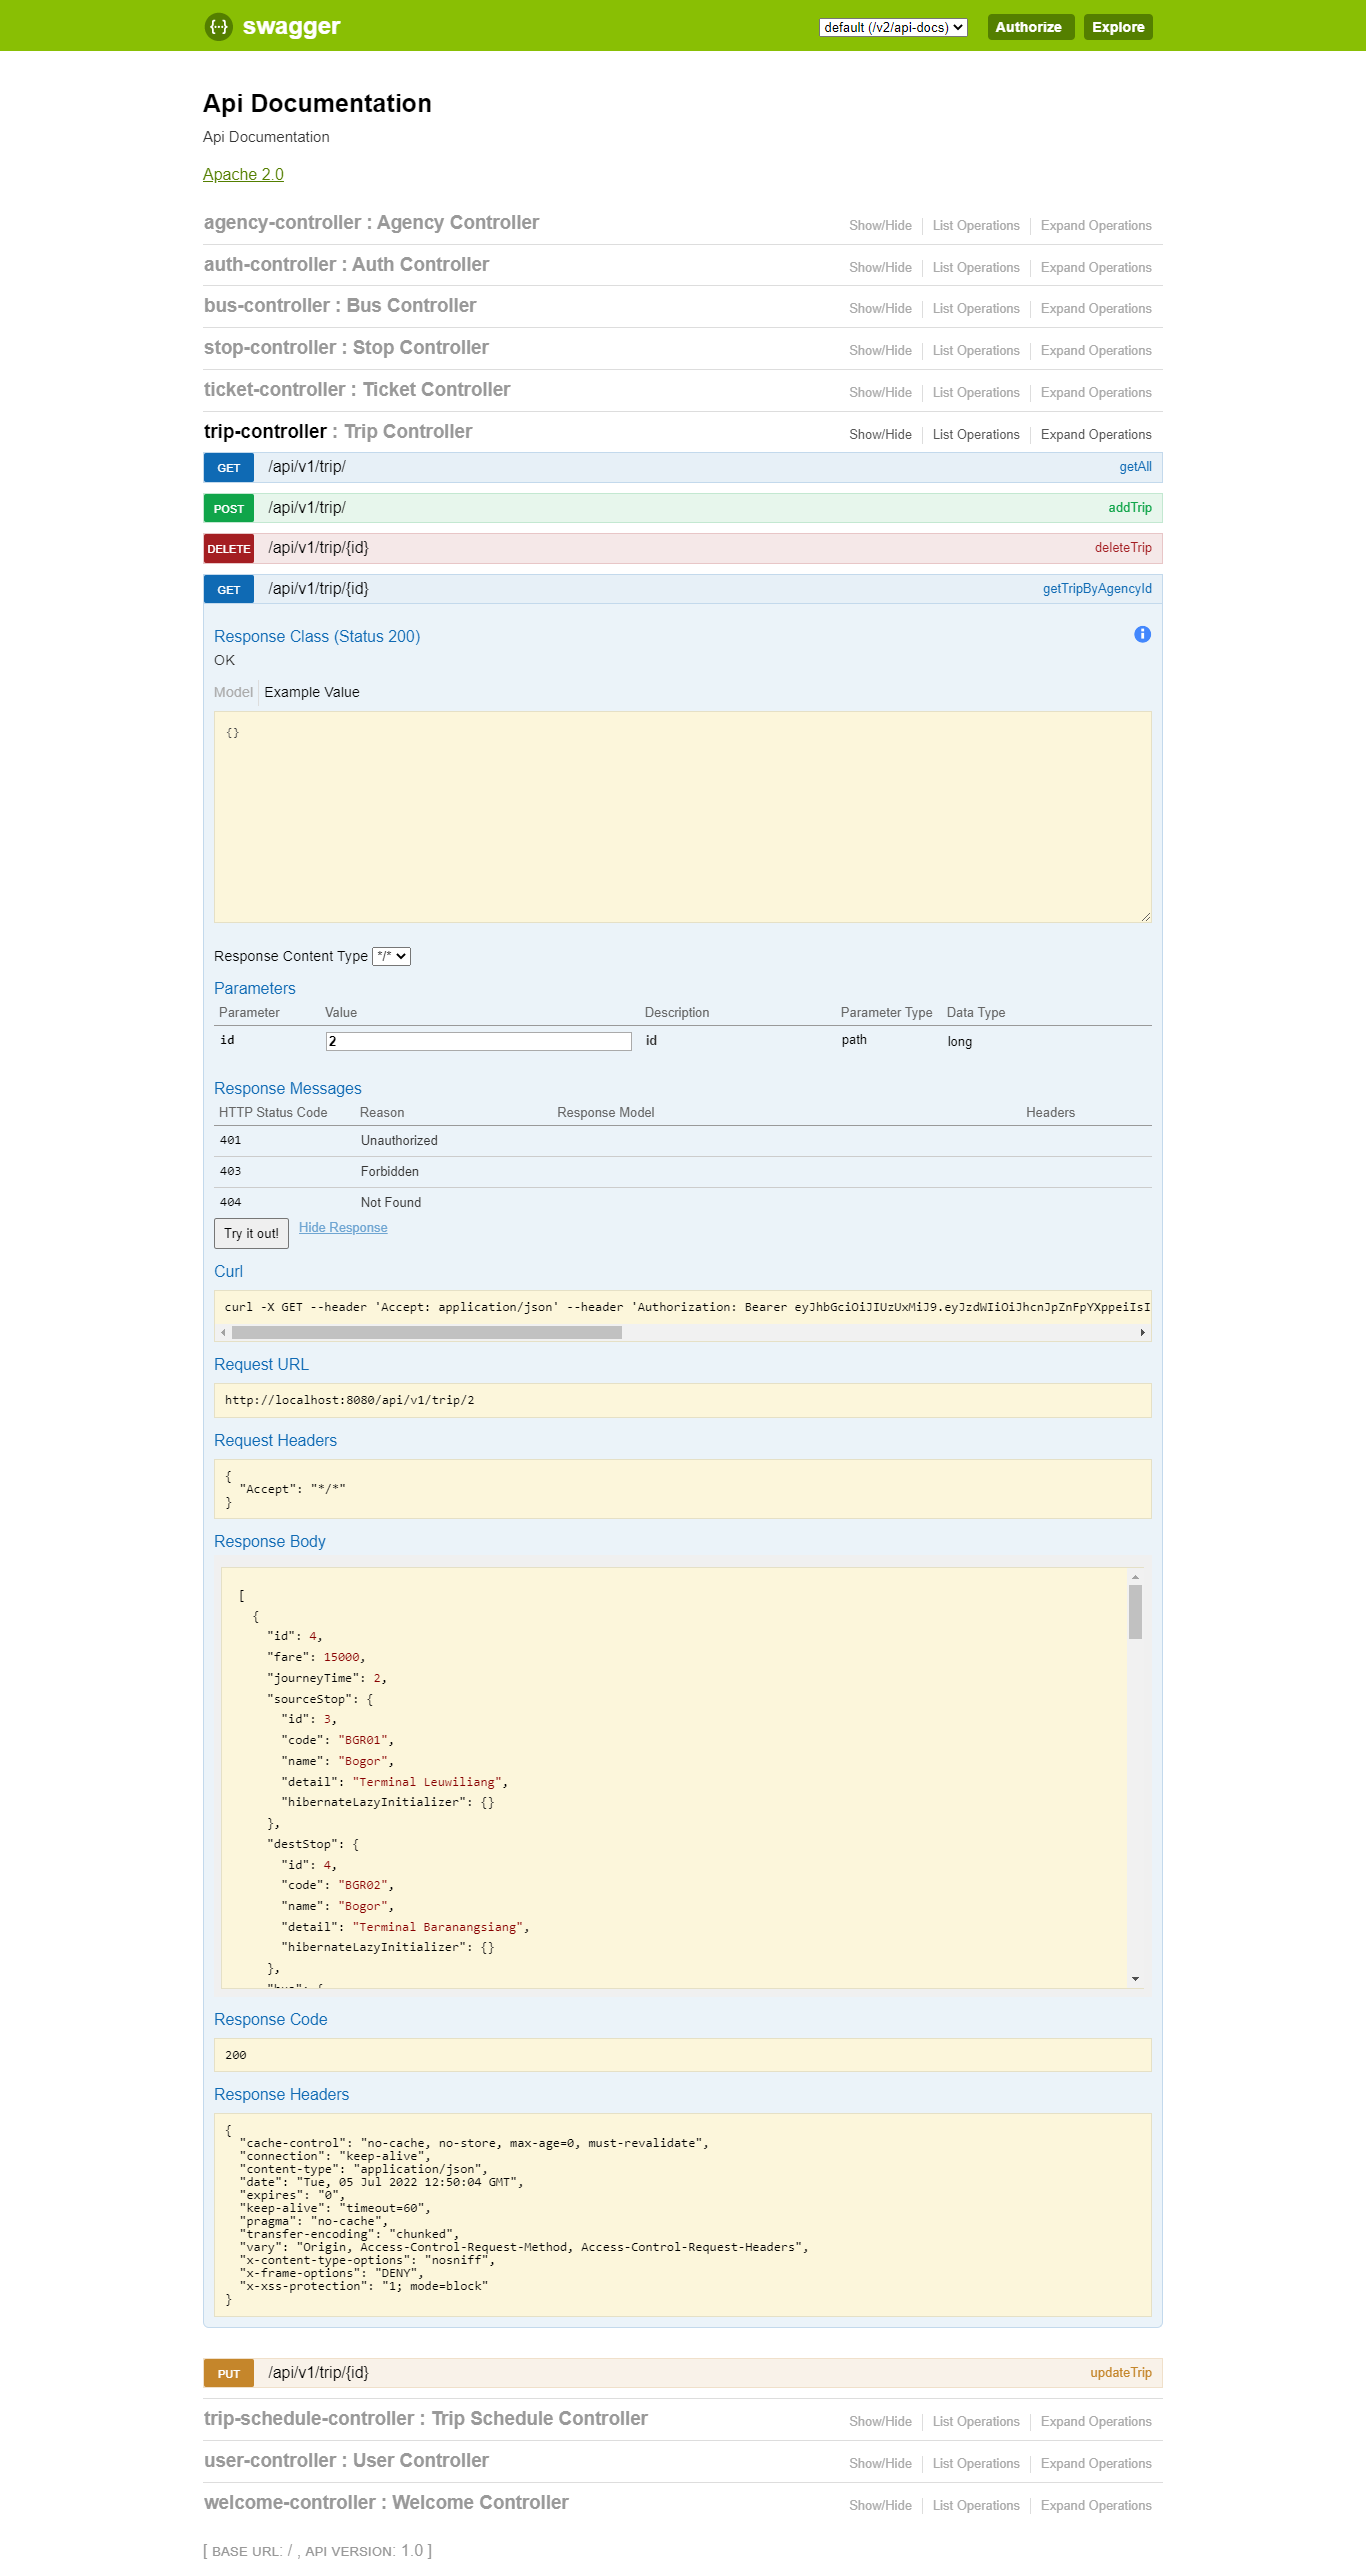 swagger
default (/v2/api-docs)
Authorize
Explore
Api Documentation
Api Documentation
Apache 2.0
agency-controller : Agency Controller Show/Hide List Operations Expand Operations
auth-controller : Auth Controller Show/Hide List Operations Expand Operations
bus-controller : Bus Controller Show/Hide List Operations Expand Operations
stop-controller : Stop Controller Show/Hide List Operations Expand Operations
ticket-controller : Ticket Controller Show/Hide List Operations Expand Operations
trip-controller : Trip Controller Show/Hide List Operations Expand Operations
GET /api/v1/trip/ getAll
POST /api/v1/trip/ addTrip
DELETE /api/v1/trip/{id} deleteTrip
GET /api/v1/trip/{id} getTripByAgencyId
Response Class (Status 200)
OK
Model Example Value
{}
Response Content Type */*
Parameters
Parameter Value Description Parameter Type Data Type
id 2 id path long
Response Messages
HTTP Status Code Reason Response Model Headers
401 Unauthorized
403 Forbidden
404 Not Found
Try it out! Hide Response
Curl
curl -X GET --header 'Accept: application/json' --header 'Authorization: Bearer eyJhbGciOiJIUzUxMiJ9.eyJzdWIiOiJhcnJpZnFpYXppeiIsI
Request URL
http://localhost:8080/api/v1/trip/2
Request Headers
{
  "Accept": "*/*"
}
Response Body
[
  {
    "id": 4,
    "fare": 15000,
    "journeyTime": 2,
    "sourceStop": {
      "id": 3,
      "code": "BGR01",
      "name": "Bogor",
      "detail": "Terminal Leuwiliang",
      "hibernateLazyInitializer": {}
    },
    "destStop": {
      "id": 4,
      "code": "BGR02",
      "name": "Bogor",
      "detail": "Terminal Baranangsiang",
      "hibernateLazyInitializer": {}
    },
    "bus": {
Response Code
200
Response Headers
{
  "cache-control": "no-cache, no-store, max-age=0, must-revalidate",
  "connection": "keep-alive",
  "content-type": "application/json",
  "date": "Tue, 05 Jul 2022 12:50:04 GMT",
  "expires": "0",
  "keep-alive": "timeout=60",
  "pragma": "no-cache",
  "transfer-encoding": "chunked",
  "vary": "Origin, Access-Control-Request-Method, Access-Control-Request-Headers",
  "x-content-type-options": "nosniff",
  "x-frame-options": "DENY",
  "x-xss-protection": "1; mode=block"
}
PUT /api/v1/trip/{id} updateTrip
trip-schedule-controller : Trip Schedule Controller Show/Hide List Operations Expand Operations
user-controller : User Controller Show/Hide List Operations Expand Operations
welcome-controller : Welcome Controller Show/Hide List Operations Expand Operations
[ BASE URL: / , API VERSION: 1.0 ]